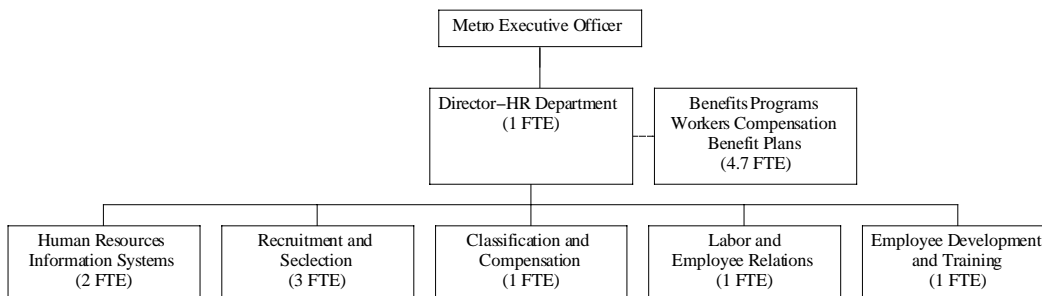 Metro Executive Officer
Director–HR Department
(1 FTE)
Benefits Programs
Workers Compensation
Benefit Plans
(4.7 FTE)
Human Resources
Information Systems
(2 FTE)
Recruitment and
Seclection
(3 FTE)
Classification and
Compensation
(1 FTE)
Labor and
Employee Relations
(1 FTE)
Employee Development
and Training
(1 FTE)